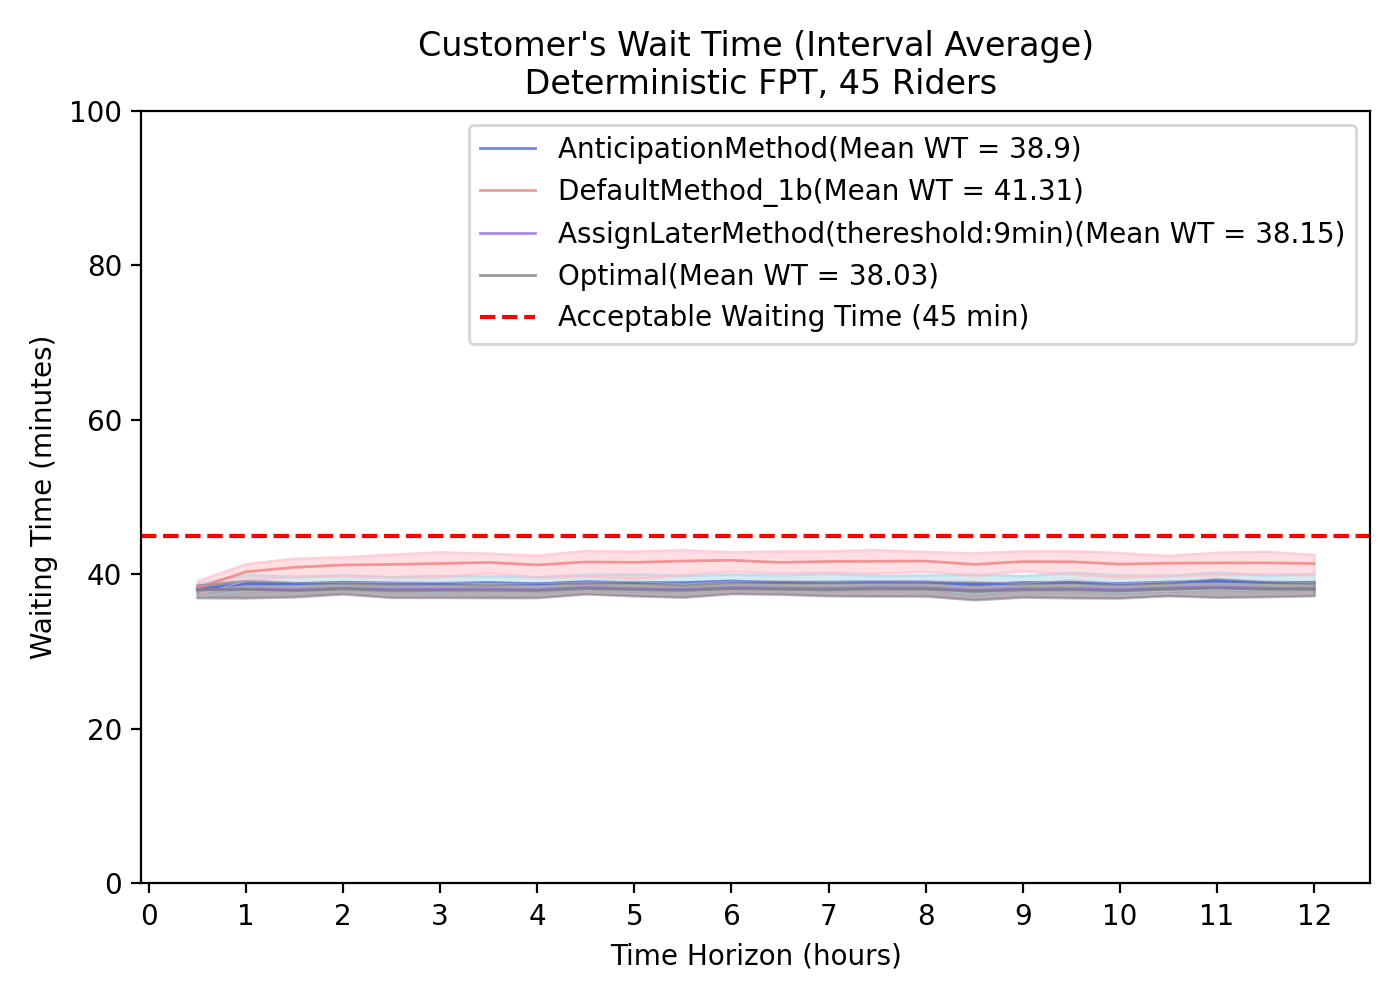 Customer's Wait Time (Interval Average)
Deterministic FPT, 45 Riders
AnticipationMethod(Mean WT = 38.9)
DefaultMethod_1b(Mean WT = 41.31)
AssignLaterMethod(thereshold:9min)(Mean WT = 38.15)
Optimal(Mean WT = 38.03)
Acceptable Waiting Time (45 min)
Waiting Time (minutes)
100
80
60
40
20
0
0 1 2 3 4 5 6 7 8 9 10 11 12
Time Horizon (hours)